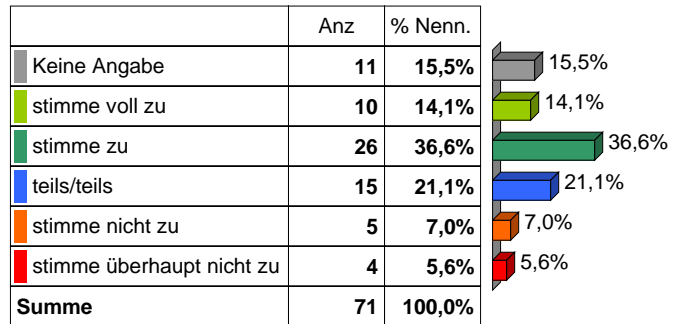 Anz % Nenn.
Keine Angabe 11 15,5% 15,5%
stimme voll zu 10 14,1% 14,1%
stimme zu 26 36,6% 36,6%
teils/teils 15 21,1% 21,1%
stimme nicht zu 5 7,0% 7,0%
stimme überhaupt nicht zu 4 5,6% 5,6%
Summe 71 100,0%